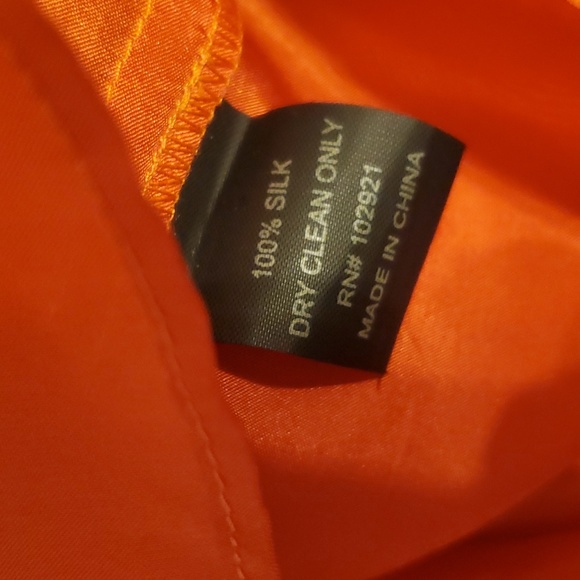 100% SILK
DRY CLEAN ONLY
RN# 102921
MADE IN CHINA